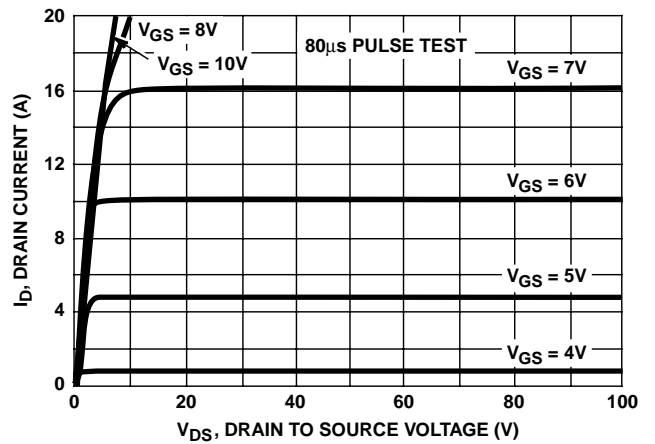 20
16
12
8
4
0
I_D, DRAIN CURRENT (A)
V_GS = 8V
V_GS = 10V
80μs PULSE TEST
V_GS = 7V
V_GS = 6V
V_GS = 5V
V_GS = 4V
0 20 40 60 80 100
V_DS, DRAIN TO SOURCE VOLTAGE (V)